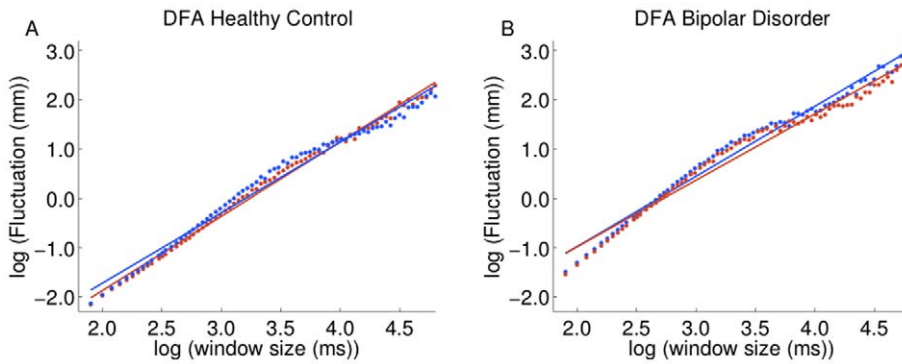 DFA Healthy Control
A
log (Fluctuation (mm))
3.0
2.0
1.0
0.0
−1.0
−2.0
2.0 2.5 3.0 3.5 4.0 4.5
log (window size (ms))
DFA Bipolar Disorder
B
log (Fluctuation (mm))
3.0
2.0
1.0
0.0
−1.0
−2.0
2.0 2.5 3.0 3.5 4.0 4.5
log (window size (ms))